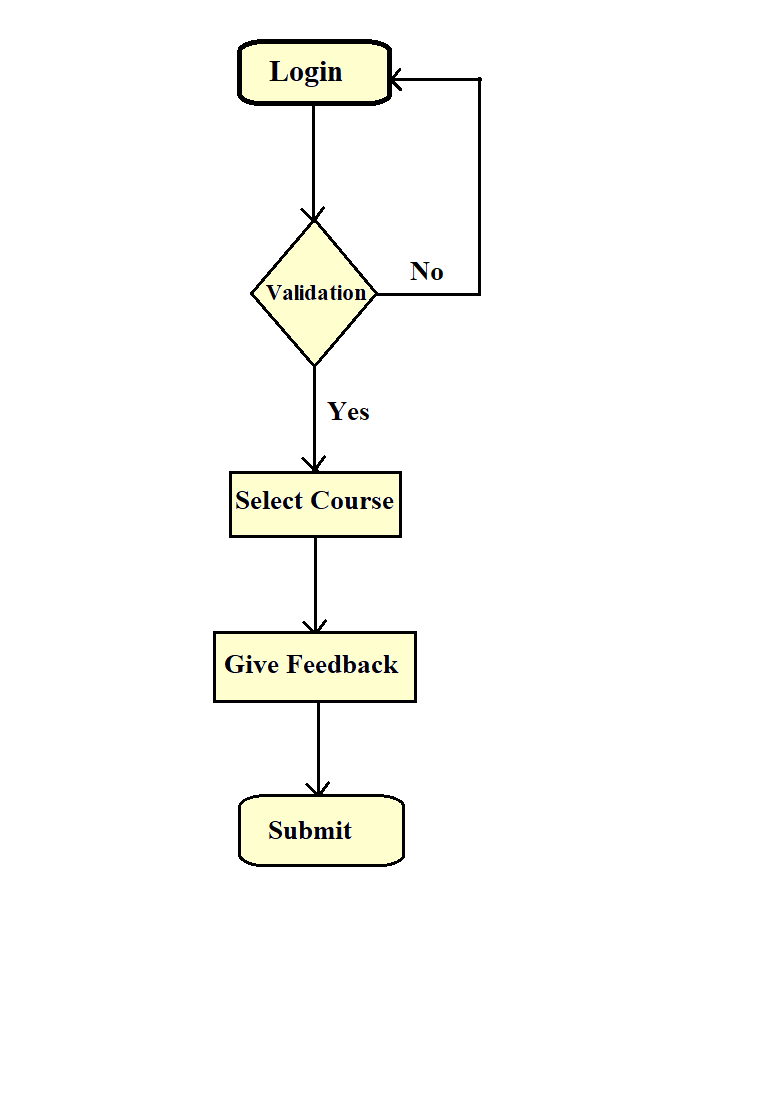 Login
Validation
No
Yes
Select Course
Give Feedback
Submit